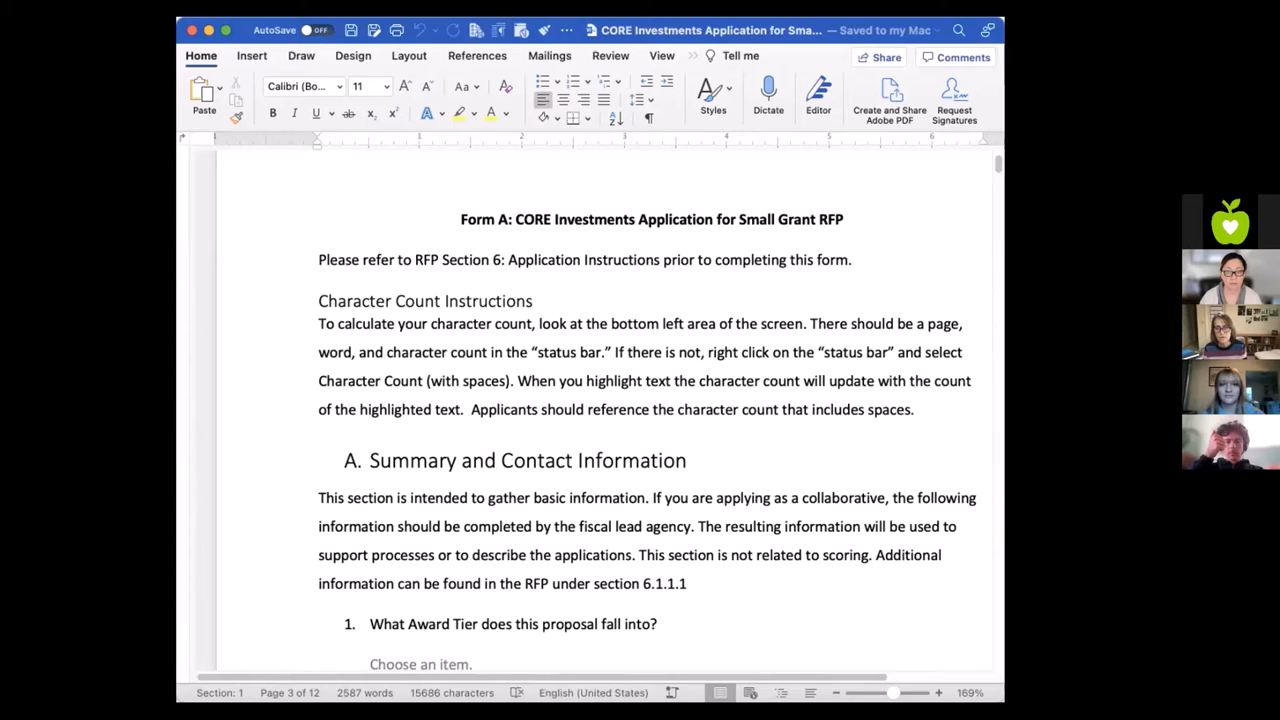 AutoSave OFF CORE Investments Application for Sma... — Saved to my Mac
Home Insert Draw Design Layout References Mailings Review View Tell me Share Comments
Paste Calibri (Bo... 11 Aa Styles Dictate Editor Create and Share Adobe PDF Request Signatures
1 2 3 4 5 6
Form A: CORE Investments Application for Small Grant RFP
Please refer to RFP Section 6: Application Instructions prior to completing this form.
Character Count Instructions
To calculate your character count, look at the bottom left area of the screen. There should be a page,
word, and character count in the “status bar.” If there is not, right click on the “status bar” and select
Character Count (with spaces). When you highlight text the character count will update with the count
of the highlighted text.  Applicants should reference the character count that includes spaces.
A. Summary and Contact Information
This section is intended to gather basic information. If you are applying as a collaborative, the following
information should be completed by the fiscal lead agency. The resulting information will be used to
support processes or to describe the applications. This section is not related to scoring. Additional
information can be found in the RFP under section 6.1.1.1
1. What Award Tier does this proposal fall into?
Choose an item.
Section: 1 Page 3 of 12 2587 words 15686 characters English (United States) 169%